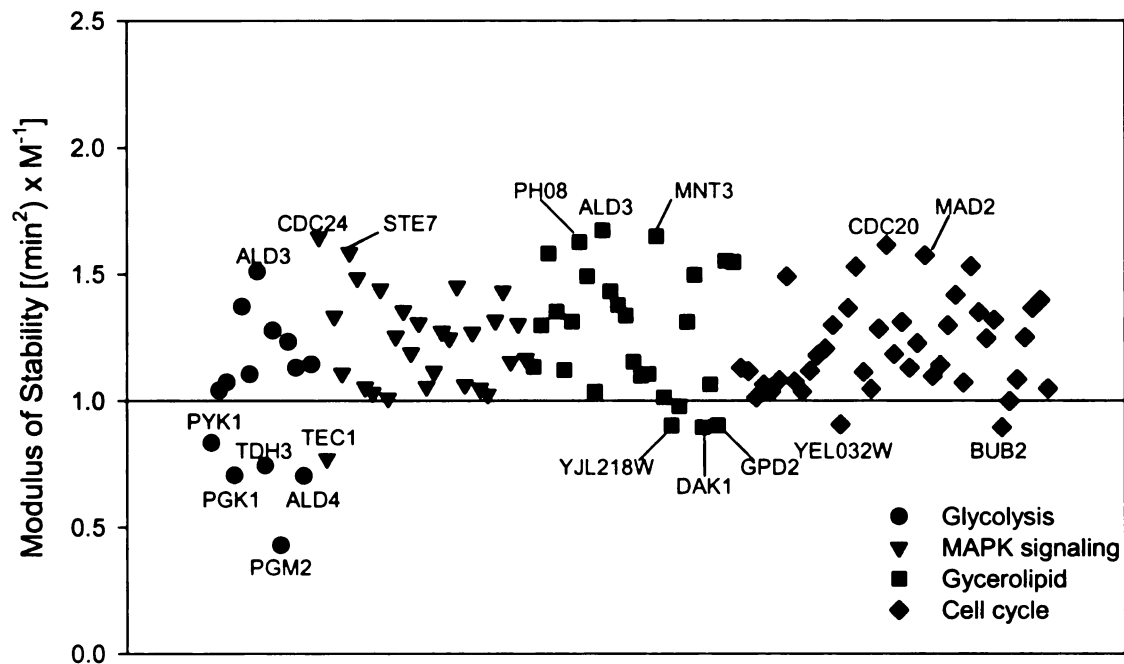 Modulus of Stability [(min²) x M⁻¹]
2.5
2.0
1.5
1.0
0.5
0.0
PH08
ALD3
MNT3
CDC24
STE7
CDC20
MAD2
ALD3
PYK1
TDH3
TEC1
PGK1
ALD4
PGM2
YJL218W
GPD2
DAK1
YEL032W
BUB2
Glycolysis
MAPK signaling
Gycerolipid
Cell cycle